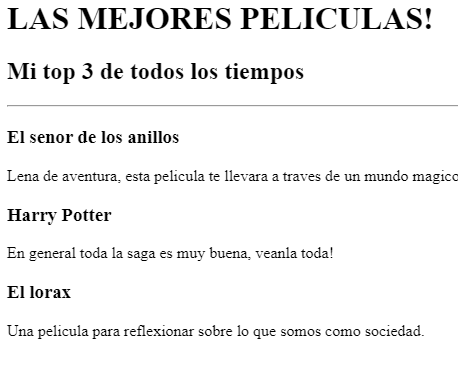 LAS MEJORES PELICULAS!
Mi top 3 de todos los tiempos
El senor de los anillos
Lena de aventura, esta pelicula te llevara a traves de un mundo magico
Harry Potter
En general toda la saga es muy buena, veanla toda!
El lorax
Una pelicula para reflexionar sobre lo que somos como sociedad.